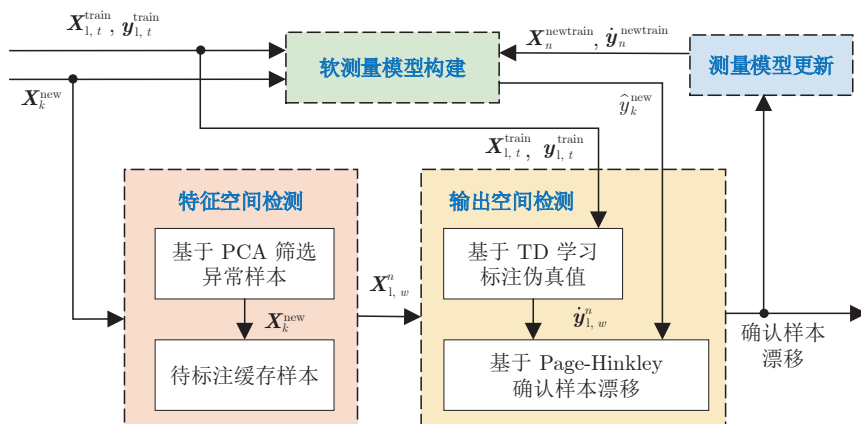 X_{l, t}^{train}, y_{l, t}^{train}
X_n^{newtrain}, ẏ_n^{newtrain}
软测量模型构建
测量模型更新
X_k^{new}
ŷ_k^{new}
X_{l, t}^{train}, y_{l, t}^{train}
特征空间检测
输出空间检测
基于 PCA 筛选
异常样本
基于 TD 学习
标注伪真值
X_{l, w}^n
X_k^{new}
ẏ_{l, w}^n
待标注缓存样本
基于 Page-Hinkley
确认样本漂移
确认样本
漂移